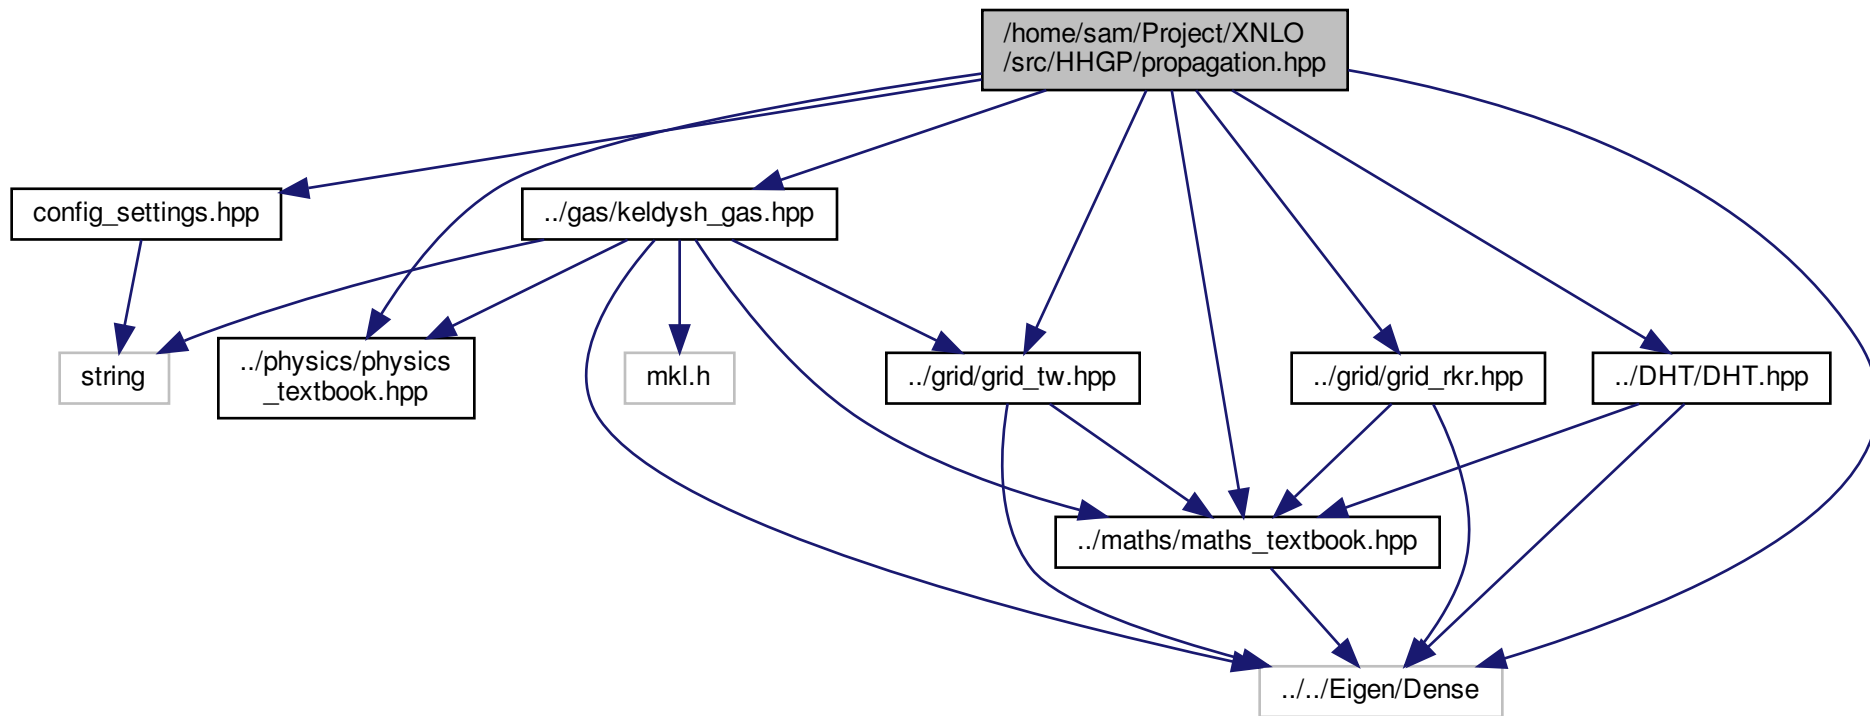 /home/sam/Project/XNLO
/src/HHGP/propagation.hpp
config_settings.hpp
../gas/keldysh_gas.hpp
string
../physics/physics
_textbook.hpp
mkl.h
../grid/grid_tw.hpp
../grid/grid_rkr.hpp
../DHT/DHT.hpp
../maths/maths_textbook.hpp
../../Eigen/Dense